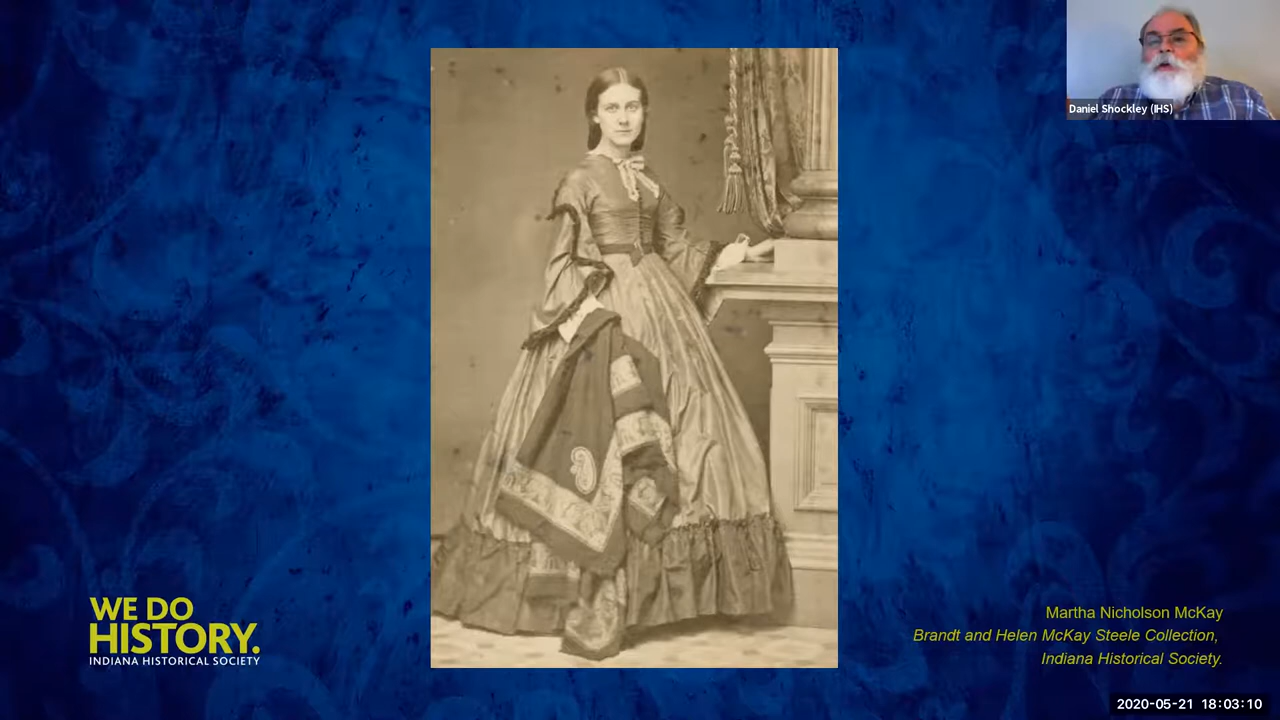 Daniel Shockley (IHS)
WE DO
HISTORY.
INDIANA HISTORICAL SOCIETY
Martha Nicholson McKay
Brandt and Helen McKay Steele Collection,
Indiana Historical Society.
2020-05-21 18:03:10